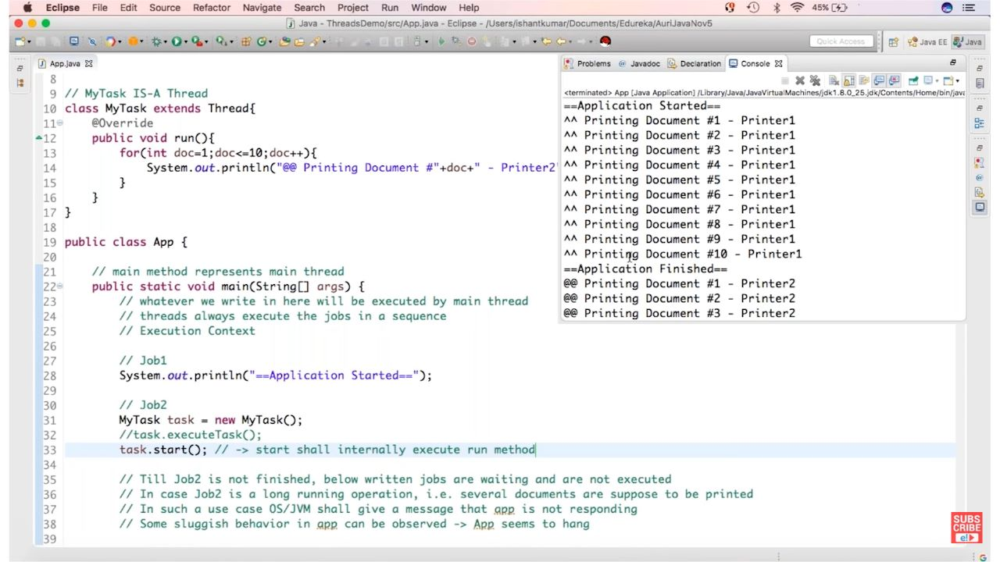 Eclipse File Edit Source Refactor Navigate Search Project Run Window Help 45%
Java - ThreadsDemo/src/App.java - Eclipse - /Users/ishantkumar/Documents/Edureka/AuriJavaNov5
Quick Access Java EE Java
App.java
8
9 // MyTask IS-A Thread
10 class MyTask extends Thread{
11 @Override
12 public void run(){
13 for(int doc=1;doc<=10;doc++){
14 System.out.println("@@ Printing Document #"+doc+" - Printer2"
15 }
16 }
17 }
18
19 public class App {
20
21 // main method represents main thread
22 public static void main(String[] args) {
23 // whatever we write in here will be executed by main thread
24 // threads always execute the jobs in a sequence
25 // Execution Context
26
27 // Job1
28 System.out.println("==Application Started==");
29
30 // Job2
31 MyTask task = new MyTask();
32 //task.executeTask();
33 task.start(); // -> start shall internally execute run method
34
35 // Till Job2 is not finished, below written jobs are waiting and are not executed
36 // In case Job2 is a long running operation, i.e. several documents are suppose to be printed
37 // In such a use case OS/JVM shall give a message that app is not responding
38 // Some sluggish behavior in app can be observed -> App seems to hang
39
Problems Javadoc Declaration Console
<terminated> App [Java Application] /Library/Java/JavaVirtualMachines/jdk1.8.0_25.jdk/Contents/Home/bin/java
==Application Started==
^^ Printing Document #1 - Printer1
^^ Printing Document #2 - Printer1
^^ Printing Document #3 - Printer1
^^ Printing Document #4 - Printer1
^^ Printing Document #5 - Printer1
^^ Printing Document #6 - Printer1
^^ Printing Document #7 - Printer1
^^ Printing Document #8 - Printer1
^^ Printing Document #9 - Printer1
^^ Printing Document #10 - Printer1
==Application Finished==
@@ Printing Document #1 - Printer2
@@ Printing Document #2 - Printer2
@@ Printing Document #3 - Printer2
SUBS
CRIBE
e!